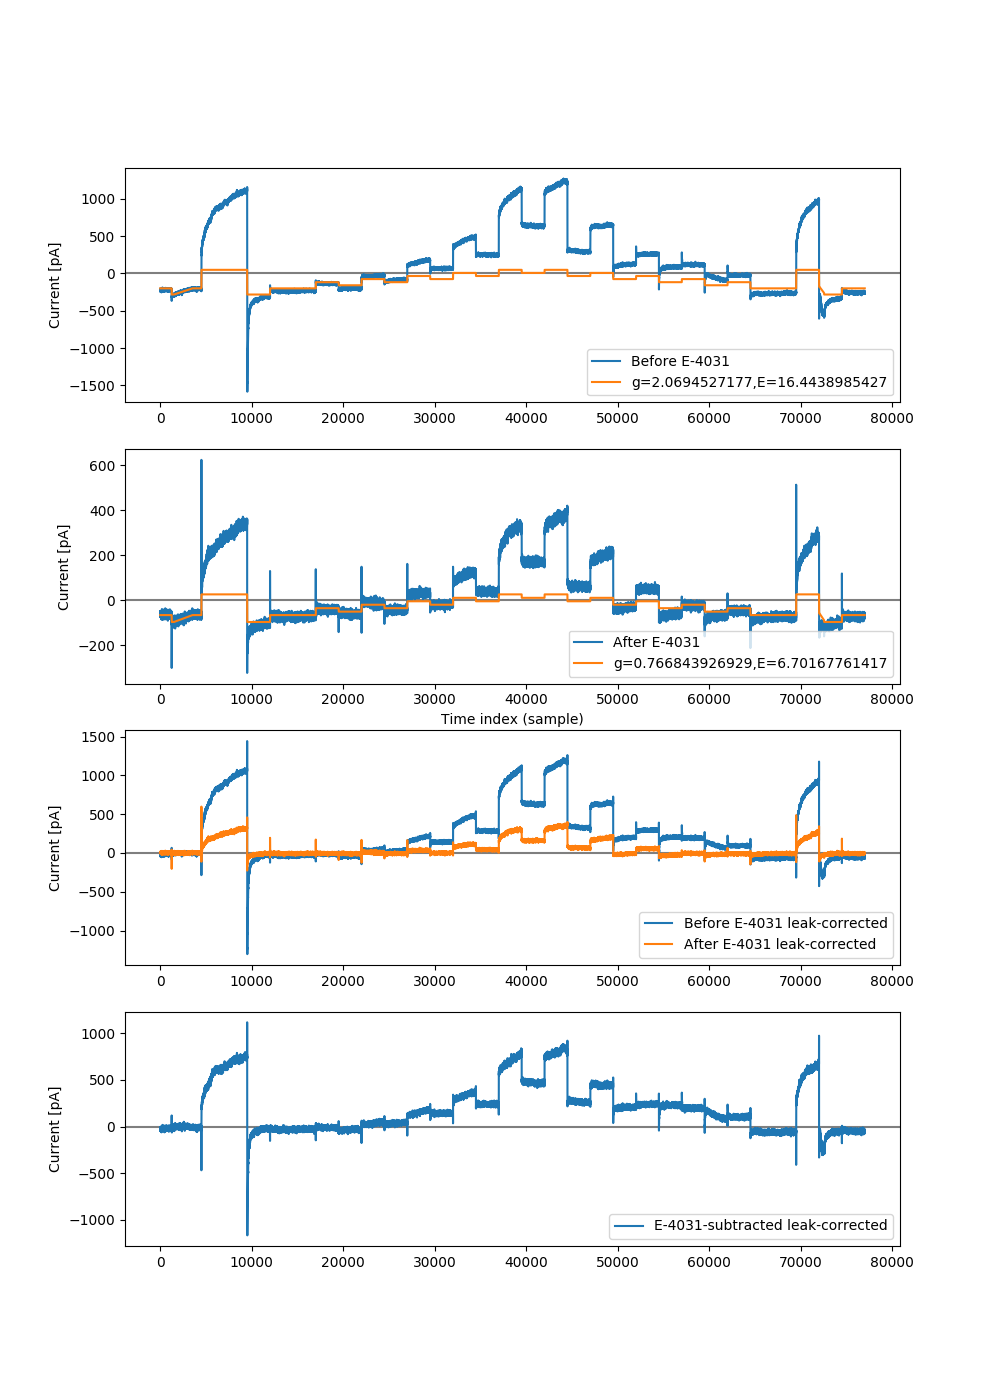 1000
500
0
−500
−1000
−1500
Current [pA]
Before E-4031
g=2.0694527177,E=16.4438985427
0 10000 20000 30000 40000 50000 60000 70000 80000
600
400
200
0
−200
Current [pA]
After E-4031
g=0.766843926929,E=6.70167761417
0 10000 20000 30000 40000 50000 60000 70000 80000
Time index (sample)
1500
1000
500
0
−500
−1000
Current [pA]
Before E-4031 leak-corrected
After E-4031 leak-corrected
0 10000 20000 30000 40000 50000 60000 70000 80000
1000
500
0
−500
−1000
Current [pA]
E-4031-subtracted leak-corrected
0 10000 20000 30000 40000 50000 60000 70000 80000